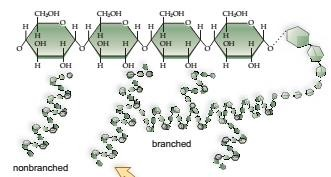 CH₂OH CH₂OH CH₂OH CH₂OH
O O O O
H H H H H H H H
H H H H
O OH H O OH H O OH H O OH H O
H OH H OH H OH H OH
branched
nonbranched